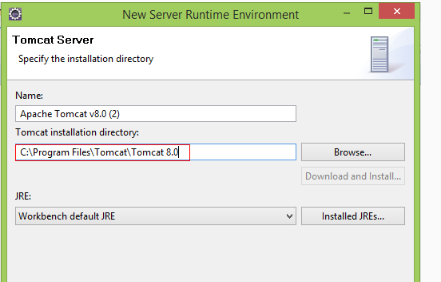 New Server Runtime Environment
Tomcat Server
Specify the installation directory
Name:
Apache Tomcat v8.0 (2)
Tomcat installation directory:
C:\Program Files\Tomcat\Tomcat 8.0
Browse...
Download and Install...
JRE:
Workbench default JRE
Installed JREs...